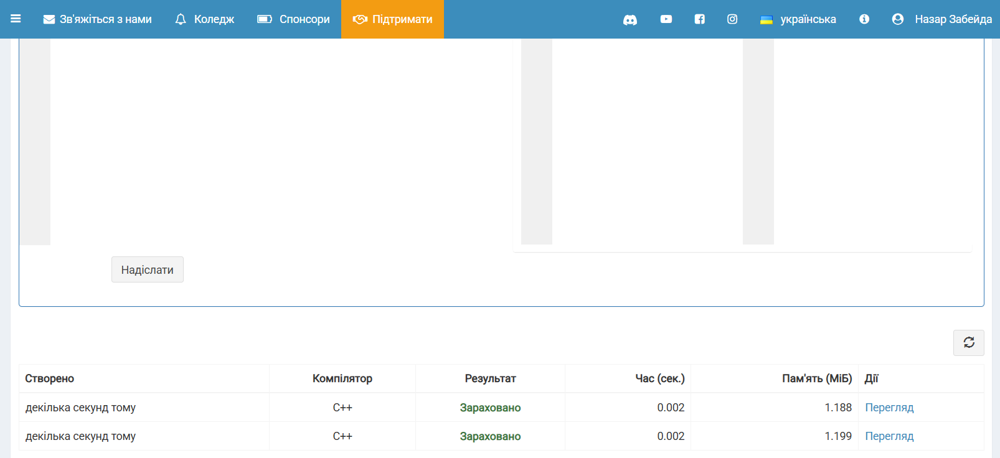 Зв'яжіться з нами Коледж Спонсори Підтримати українська Назар Забейда
Надіслати
Створено Компілятор Результат Час (сек.) Пам'ять (МіБ) Дії
декілька секунд тому C++ Зараховано 0.002 1.188 Перегляд
декілька секунд тому C++ Зараховано 0.002 1.199 Перегляд